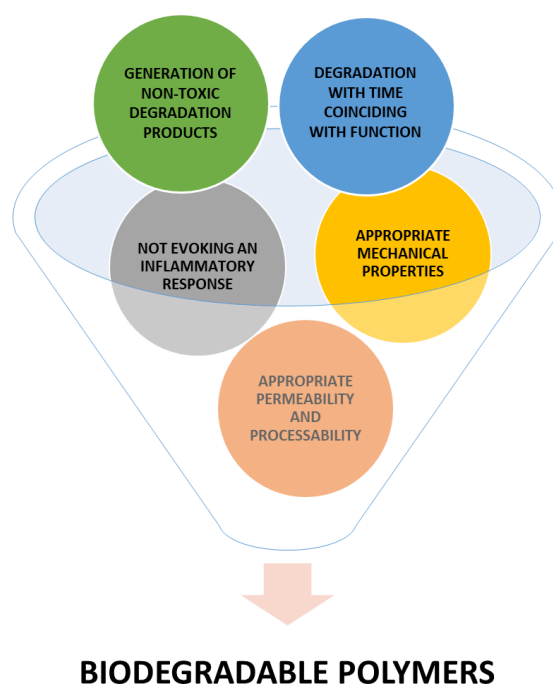 GENERATION OF
NON-TOXIC
DEGRADATION
PRODUCTS
DEGRADATION
WITH TIME
COINCIDING
WITH FUNCTION
NOT EVOKING AN
INFLAMMATORY
RESPONSE
APPROPRIATE
MECHANICAL
PROPERTIES
APPROPRIATE
PERMEABILITY
AND
PROCESSABILITY
BIODEGRADABLE POLYMERS